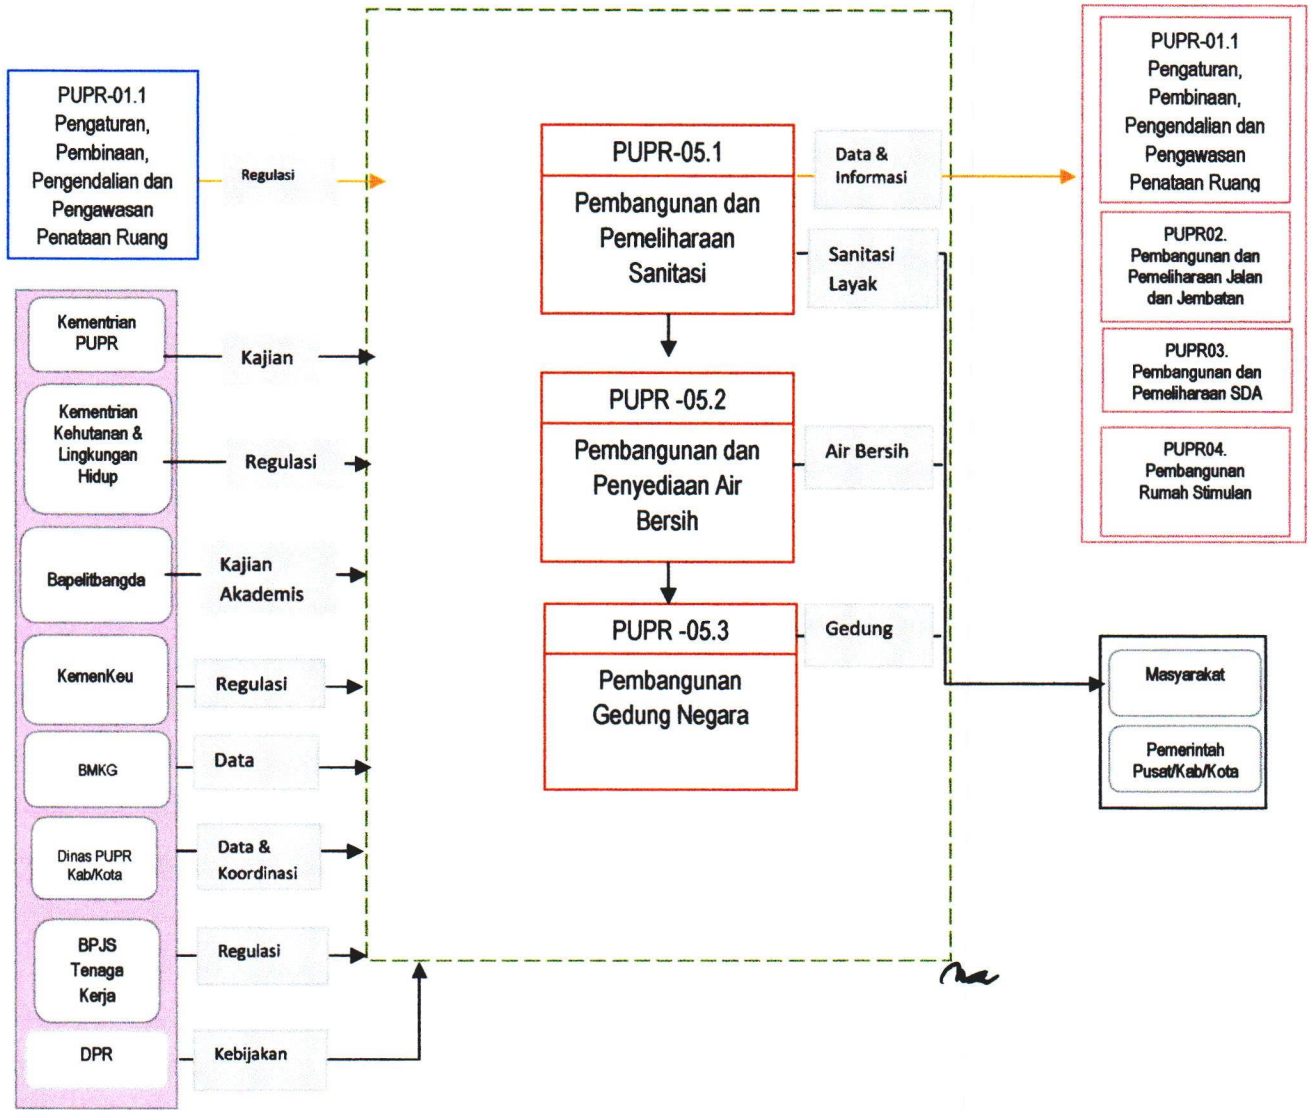 PUPR-01.1
Pengaturan,
Pembinaan,
Pengendalian dan
Pengawasan
Penataan Ruang
Regulasi
Kementrian
PUPR
Kajian
Kementrian
Kehutanan &
Lingkungan
Hidup
Regulasi
Bapelitbangda
Kajian
Akademis
KemenKeu
Regulasi
BMKG
Data
Dinas PUPR
Kab/Kota
Data &
Koordinasi
BPJS
Tenaga
Kerja
Regulasi
DPR
Kebijakan
PUPR-05.1
Pembangunan dan
Pemeliharaan
Sanitasi
Data &
Informasi
Sanitasi
Layak
PUPR -05.2
Pembangunan dan
Penyediaan Air
Bersih
Air Bersih
PUPR -05.3
Pembangunan
Gedung Negara
Gedung
PUPR-01.1
Pengaturan,
Pembinaan,
Pengendalian dan
Pengawasan
Penataan Ruang
PUPR02.
Pembangunan dan
Pemeliharaan Jalan
dan Jembatan
PUPR03.
Pembangunan dan
Pemeliharaan SDA
PUPR04.
Pembangunan
Rumah Stimulan
Masyarakat
Pemerintah
Pusat/Kab/Kota